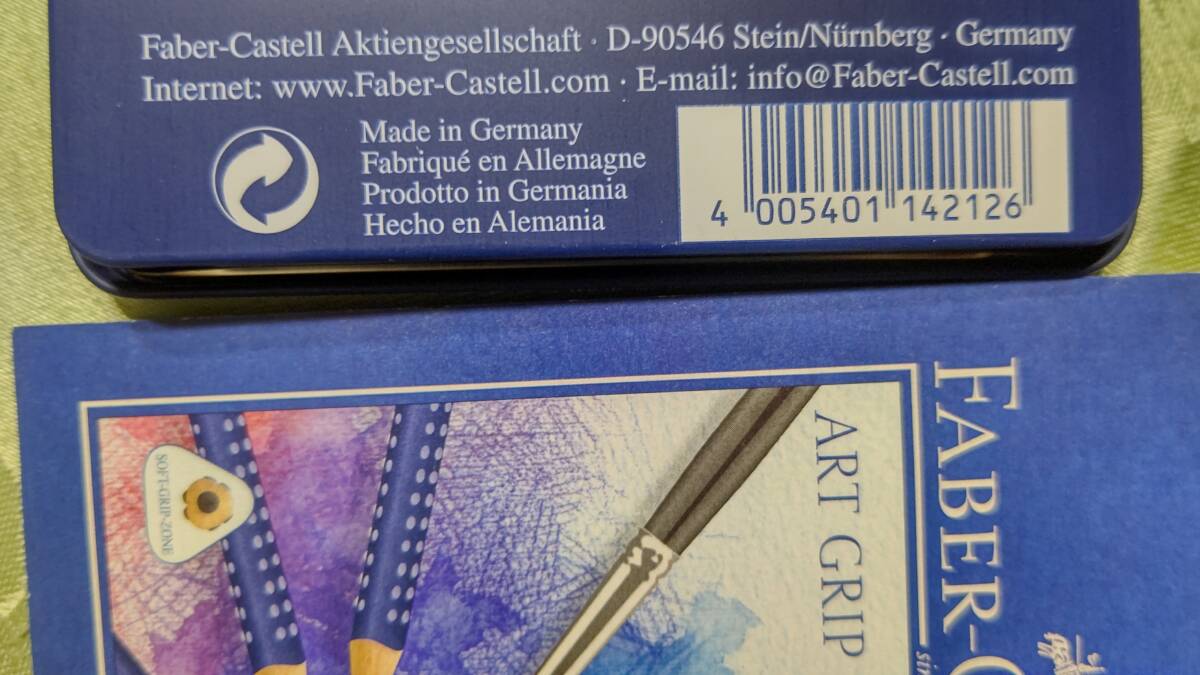 Faber-Castell Aktiengesellschaft · D-90546 Stein/Nürnberg · Germany
Internet: www.Faber-Castell.com · E-mail: info@Faber-Castell.com
Made in Germany
Fabriqué en Allemagne
Prodotto in Germania
Hecho en Alemania
4 005401 142126
FABER-C
ART GRIP
SOFT-GRIP-ZONE